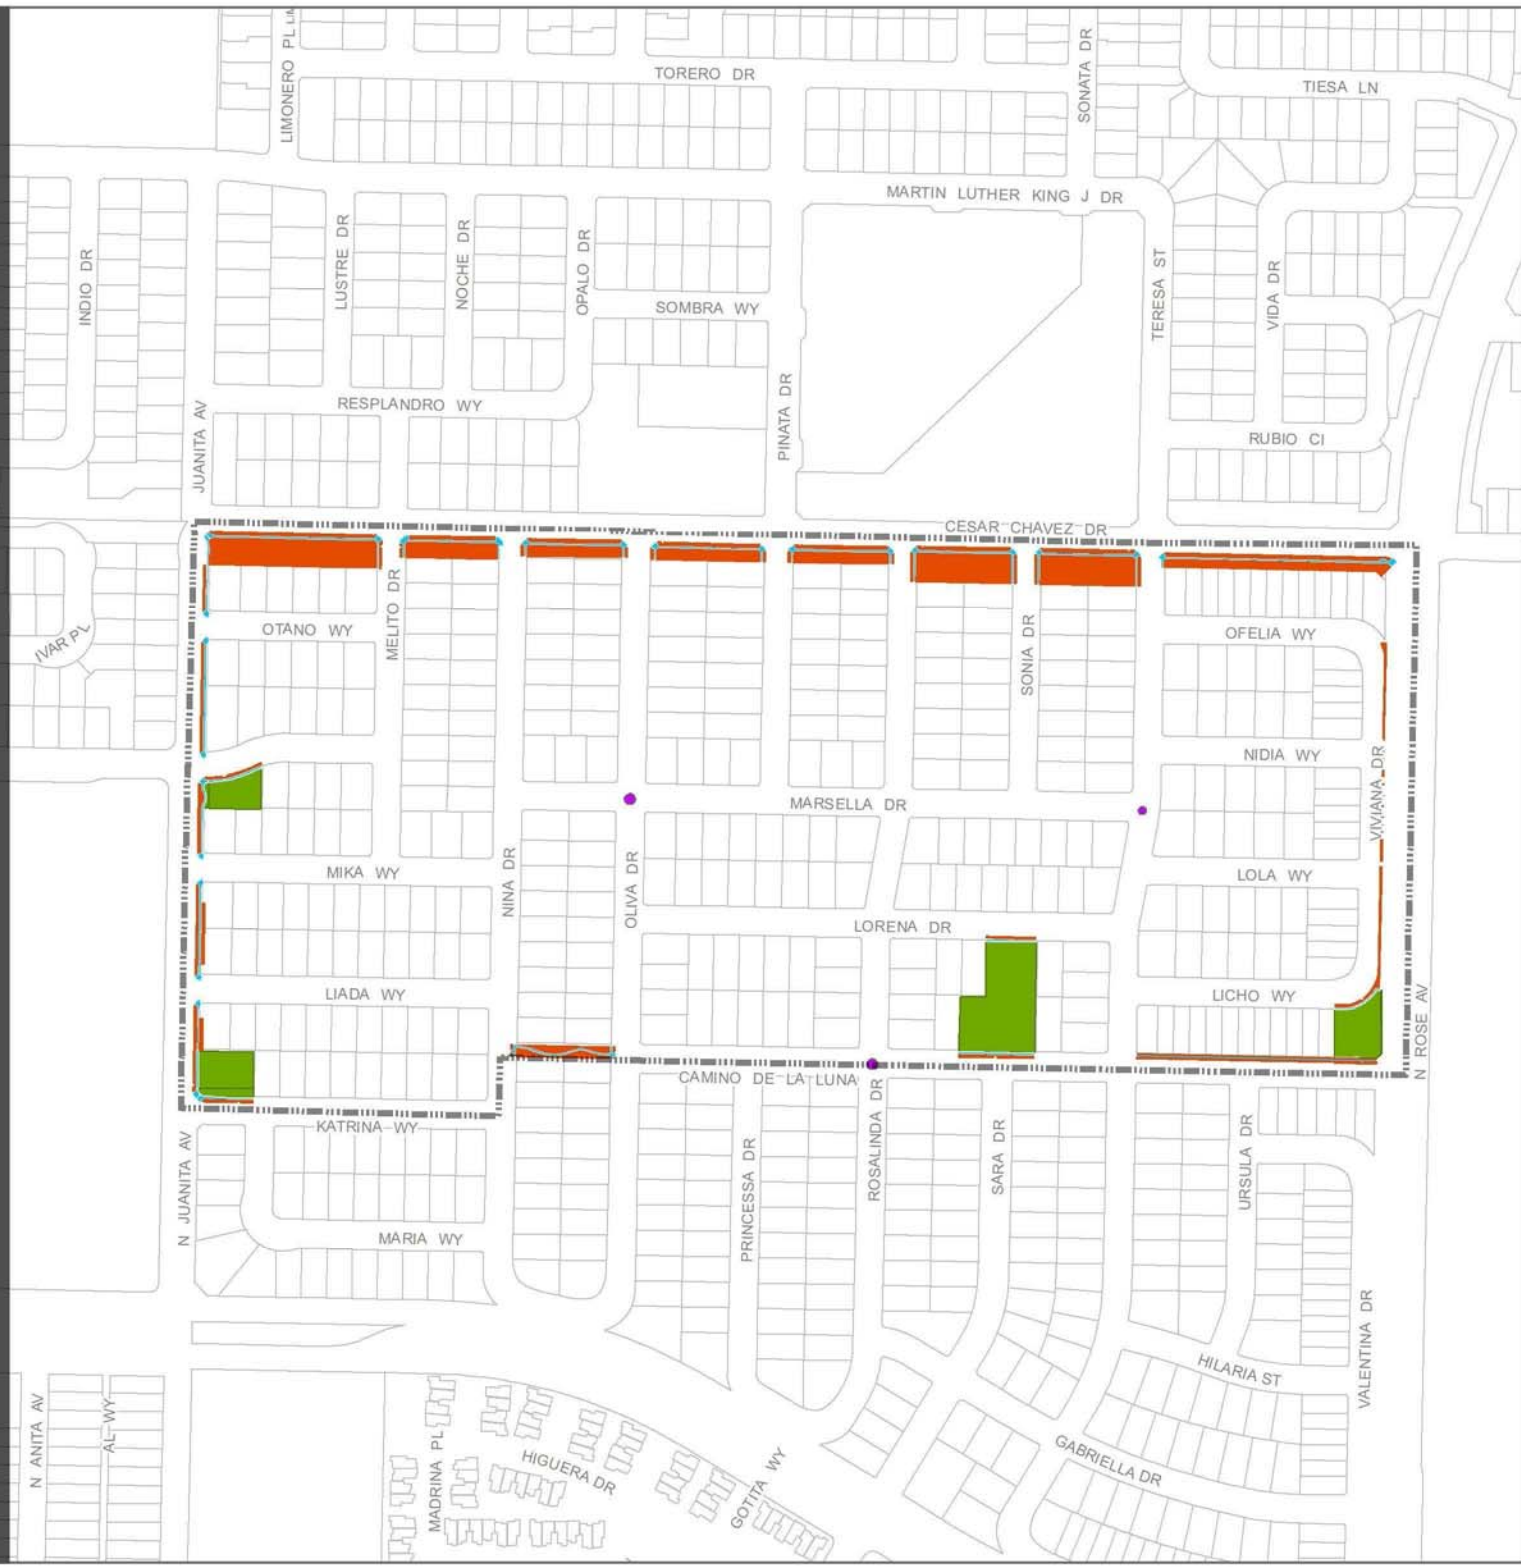 LIMONERO PL
TORERO DR
SONATA DR
TIESA LN
MARTIN LUTHER KING J DR
INDIO DR
LUSTRE DR
NOCHE DR
OPALO DR
SOMBRA WY
TERESA ST
VIDA DR
JUANITA AV
RESPLANDRO WY
PINATA DR
RUBIO CI
CESAR CHAVEZ DR
IVAR PL
OTANO WY
MELITO DR
SONIA DR
OFELIA WY
NIDIA WY
VIVIANA DR
MARSELLA DR
MIKA WY
NINA DR
OLIVA DR
LOLA WY
LORENA DR
LIADA WY
LICHO WY
N ROSE AV
CAMINO DE LA LUNA
KATRINA WY
N JUANITA AV
MARIA WY
PRINCESSA DR
ROSALINDA DR
SARA DR
URSULA DR
VALENTINA DR
HILARIA ST
N ANITA AV
AL WY
MADRINA PL
HIGUERA DR
GOTITA WY
GABRIELLA DR